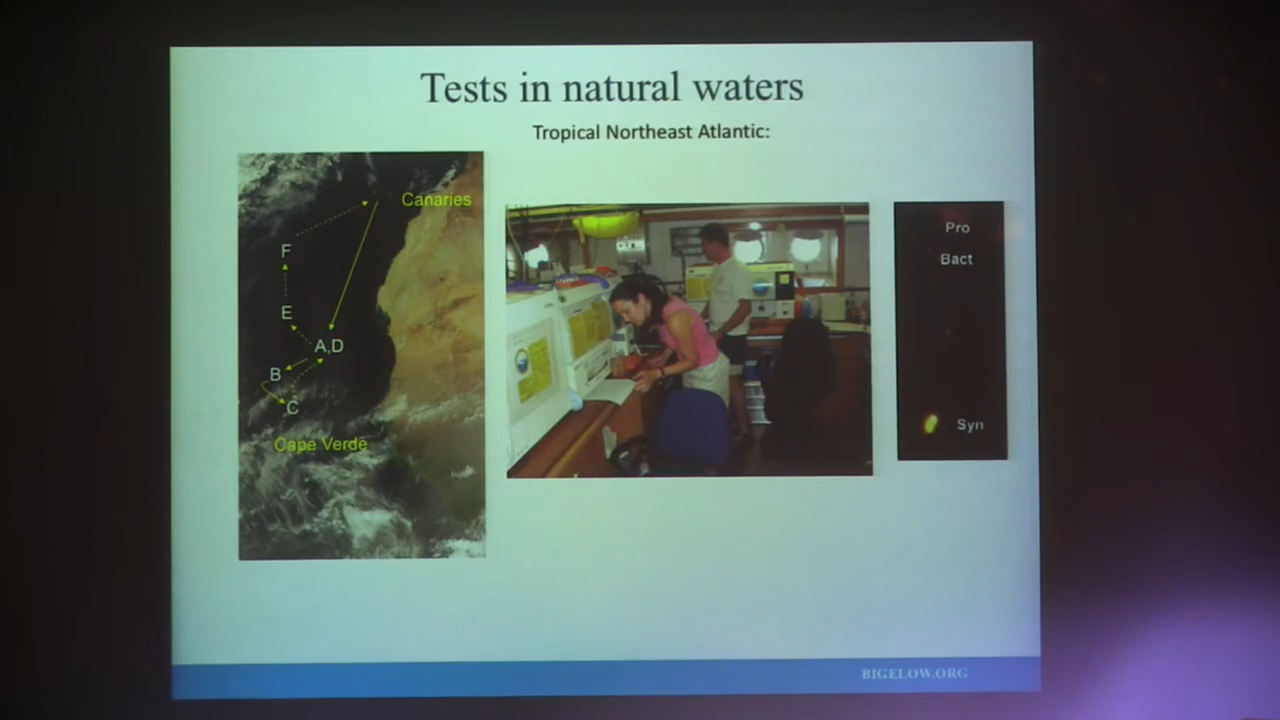 Tests in natural waters
Tropical Northeast Atlantic:
Canaries
F
E
A,D
B
C
Cape Verde
Pro
Bact
Syn
BIGELOW.ORG